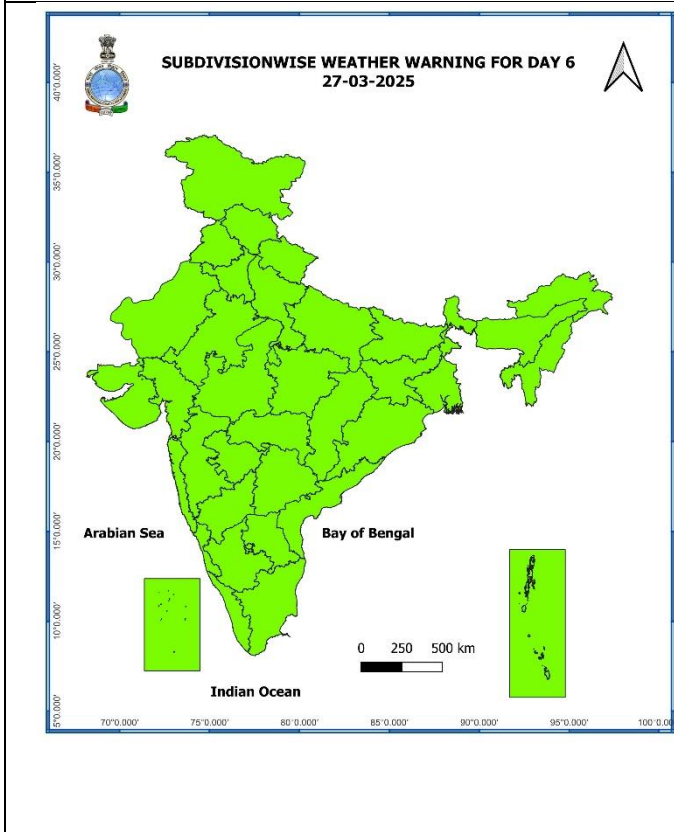 SUBDIVISIONWISE WEATHER WARNING FOR DAY 6
27-03-2025
40°0.000'
35°0.000'
30°0.000'
25°0.000'
20°0.000'
15°0.000'
10°0.000'
5°0.000'
Arabian Sea
Bay of Bengal
0 250 500 km
Indian Ocean
70°0.000' 75°0.000' 80°0.000' 85°0.000' 90°0.000' 95°0.000' 100°0.00